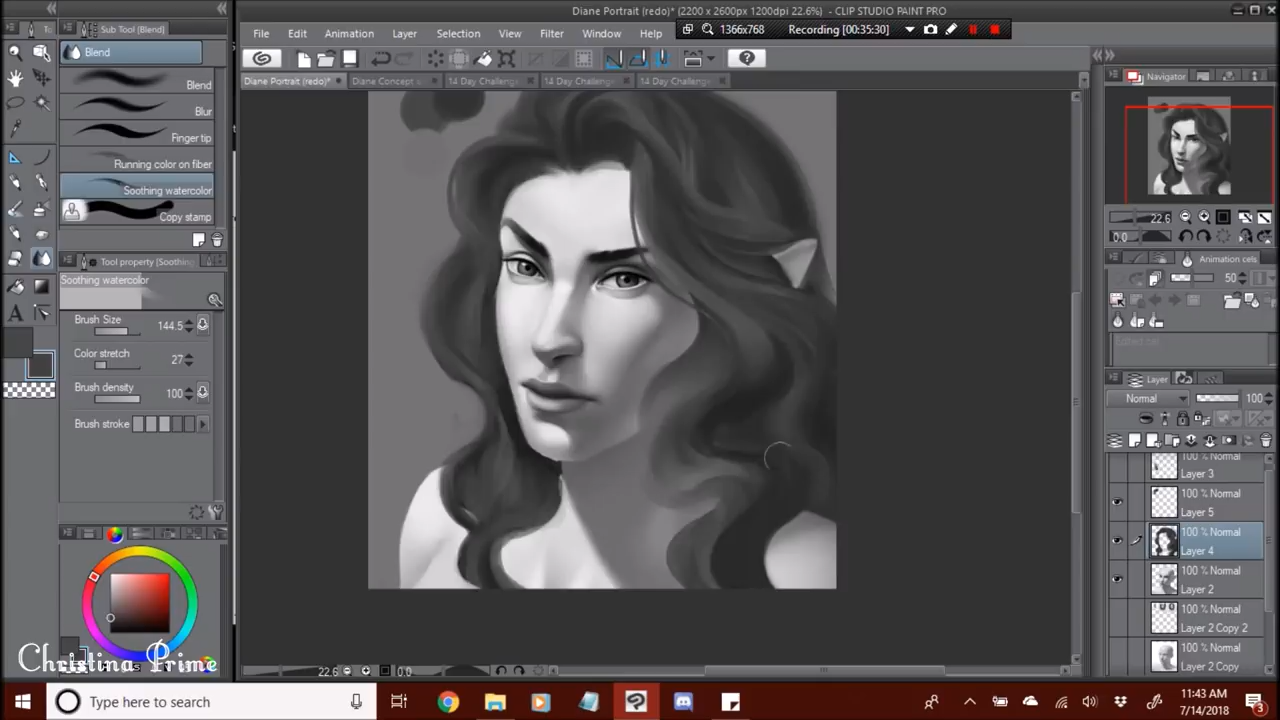 Diane Portrait (redo)* (2200 x 2600px 1200dpi 22.6%) - CLIP STUDIO PAINT PRO
Sub Tool [Blend]
File Edit Animation Layer Selection View Filter Window Help
1366x768 Recording [00:35:30]
Blend
Diane Portrait (redo)* Diane Concept 14 Day Challenge 14 Day Challenge 14 Day Challenge
Navigator
Blend
Blur
Finger tip
Running color on fiber
Soothing watercolor
Copy stamp
22.6
0.0
Tool property [Soothing
Animation cels
Soothing watercolor
50
Brush Size 144.5
Color stretch 27
Layer
Brush density 100
Normal 100
Brush stroke
100 % Normal
Layer 3
100 % Normal
Layer 5
100 % Normal
Layer 4
100 % Normal
Layer 2
100 % Normal
Layer 2 Copy 2
100 % Normal
Layer 2 Copy
Christina Prime
22.6 0.0
Type here to search
11:43 AM
7/14/2018
3